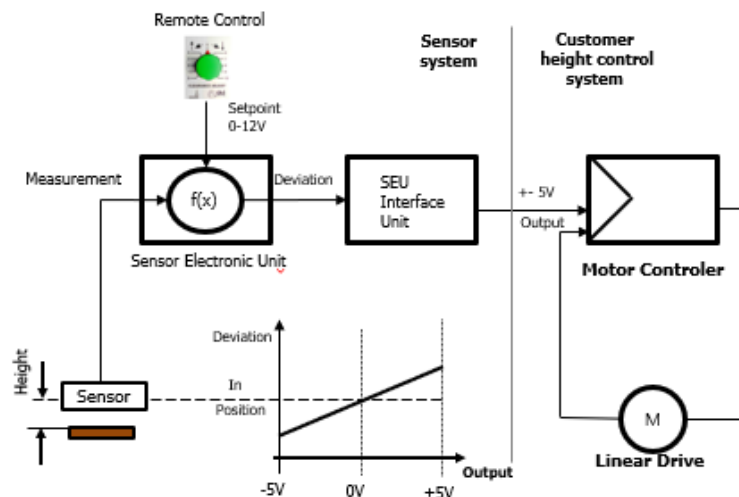 Remote Control
Sensor
system
Customer
height control
system
Setpoint
0-12V
Measurement
f(x)
Deviation
SEU
Interface
Unit
+- 5V
Output
Sensor Electronic Unit
Motor Controler
Deviation
Height
Sensor
In
Position
M
Linear Drive
Output
-5V
0V
+5V